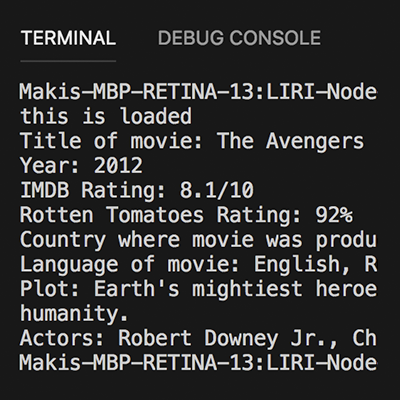 TERMINAL DEBUG CONSOLE
Makis-MBP-RETINA-13:LIRI-Node
this is loaded
Title of movie: The Avengers
Year: 2012
IMDB Rating: 8.1/10
Rotten Tomatoes Rating: 92%
Country where movie was produ
Language of movie: English, R
Plot: Earth's mightiest heroe
humanity.
Actors: Robert Downey Jr., Ch
Makis-MBP-RETINA-13:LIRI-Node